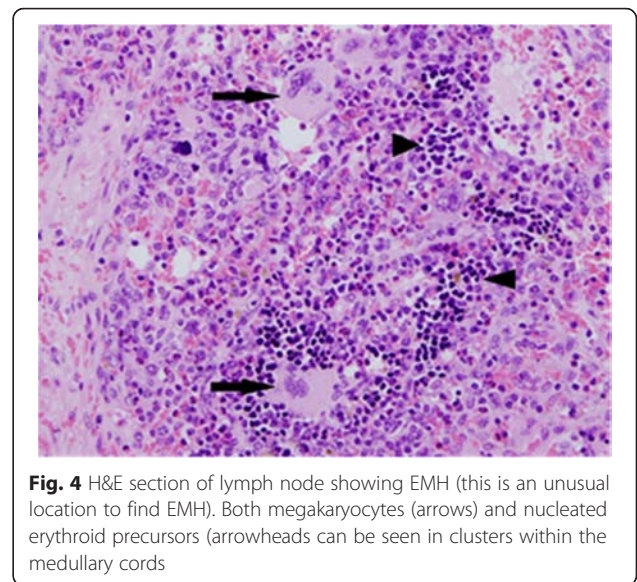 Fig. 4 H&E section of lymph node showing EMH (this is an unusual
location to find EMH). Both megakaryocytes (arrows) and nucleated
erythroid precursors (arrowheads can be seen in clusters within the
medullary cords